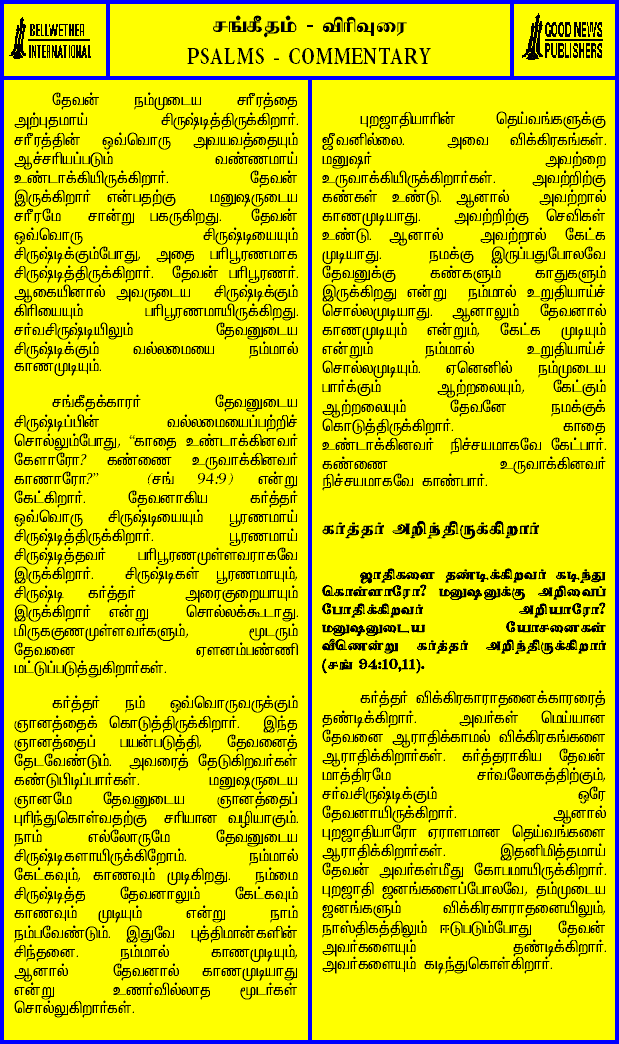 BELLWETHER
INTERNATIONAL
சங்கீதம் - விரிவுரை
PSALMS - COMMENTARY
GOOD NEWS
PUBLISHERS
தேவன் நம்முடைய சரீரத்தை
அற்புதமாய் சிருஷ்டித்திருக்கிறார்.
சரீரத்தின் ஒவ்வொரு அவயவத்தையும்
ஆச்சரியப்படும் வண்ணமாய்
உண்டாக்கியிருக்கிறார். தேவன்
இருக்கிறார் என்பதற்கு மனுஷருடைய
சரீரமே சான்று பகருகிறது. தேவன்
ஒவ்வொரு சிருஷ்டியையும்
சிருஷ்டிக்கும்போது, அதை பரிபூரணமாக
சிருஷ்டித்திருக்கிறார். தேவன் பரிபூரணர்.
ஆகையினால் அவருடைய சிருஷ்டிக்கும்
கிரியையும் பரிபூரணமாயிருக்கிறது.
சர்வசிருஷ்டியிலும் தேவனுடைய
சிருஷ்டிக்கும் வல்லமையை நம்மால்
காணமுடியும்.
சங்கீதக்காரர் தேவனுடைய
சிருஷ்டிப்பின் வல்லமையைப்பற்றிச்
சொல்லும்போது, “காதை உண்டாக்கினவர்
கேளாரோ? கண்ணை உருவாக்கினவர்
காணாரோ?” (சங் 94:9) என்று
கேட்கிறார். தேவனாகிய கர்த்தர்
ஒவ்வொரு சிருஷ்டியையும் பூரணமாய்
சிருஷ்டித்திருக்கிறார். பூரணமாய்
சிருஷ்டித்தவர் பரிபூரணமுள்ளவராகவே
இருக்கிறார். சிருஷ்டிகள் பூரணமாயும்,
சிருஷ்டி கர்த்தர் அரைகுறையாயும்
இருக்கிறார் என்று சொல்லக்கூடாது.
மிருககுணமுள்ளவர்களும், மூடரும்
தேவனை ஏளனம்பண்ணி
மட்டுப்படுத்துகிறார்கள்.
கர்த்தர் நம் ஒவ்வொருவருக்கும்
ஞானத்தைக் கொடுத்திருக்கிறார். இந்த
ஞானத்தைப் பயன்படுத்தி, தேவனைத்
தேடவேண்டும். அவரைத் தேடுகிறவர்கள்
கண்டுபிடிப்பார்கள். மனுஷருடைய
ஞானமே தேவனுடைய ஞானத்தைப்
புரிந்துகொள்வதற்கு சரியான வழியாகும்.
நாம் எல்லோருமே தேவனுடைய
சிருஷ்டிகளாயிருக்கிறோம். நம்மால்
கேட்கவும், காணவும் முடிகிறது. நம்மை
சிருஷ்டித்த தேவனாலும் கேட்கவும்
காணவும் முடியும் என்று நாம்
நம்பவேண்டும். இதுவே புத்திமான்களின்
சிந்தனை. நம்மால் காணமுடியும்,
ஆனால் தேவனால் காணமுடியாது
என்று உணர்வில்லாத மூடர்கள்
சொல்லுகிறார்கள்.
புறஜாதியாரின் தெய்வங்களுக்கு
ஜீவனில்லை. அவை விக்கிரகங்கள்.
மனுஷர் அவற்றை
உருவாக்கியிருக்கிறார்கள். அவற்றிற்கு
கண்கள் உண்டு. ஆனால் அவற்றால்
காணமுடியாது. அவற்றிற்கு செவிகள்
உண்டு. ஆனால் அவற்றால் கேட்க
முடியாது. நமக்கு இருப்பதுபோலவே
தேவனுக்கு கண்களும் காதுகளும்
இருக்கிறது என்று நம்மால் உறுதியாய்ச்
சொல்லமுடியாது. ஆனாலும் தேவனால்
காணமுடியும் என்றும், கேட்க முடியும்
என்றும் நம்மால் உறுதியாய்ச்
சொல்லமுடியும். ஏனெனில் நம்முடைய
பார்க்கும் ஆற்றலையும், கேட்கும்
ஆற்றலையும் தேவனே நமக்குக்
கொடுத்திருக்கிறார். காதை
உண்டாக்கினவர் நிச்சயமாகவே கேட்பார்.
கண்ணை உருவாக்கினவர்
நிச்சயமாகவே காண்பார்.
கர்த்தர் அறிந்திருக்கிறார்
ஜாதிகளை தண்டிக்கிறவர் கடிந்து
கொள்ளாரோ? மனுஷனுக்கு அறிவைப்
போதிக்கிறவர் அறியாரோ?
மனுஷனுடைய யோசனைகள்
வீணென்று கர்த்தர் அறிந்திருக்கிறார்
(சங் 94:10,11).
கர்த்தர் விக்கிரகாராதனைக்காரரைத்
தண்டிக்கிறார். அவர்கள் மெய்யான
தேவனை ஆராதிக்காமல் விக்கிரகங்களை
ஆராதிக்கிறார்கள். கர்த்தராகிய தேவன்
மாத்திரமே சர்வலோகத்திற்கும்,
சர்வசிருஷ்டிக்கும் ஒரே
தேவனாயிருக்கிறார். ஆனால்
புறஜாதியாரோ ஏராளமான தெய்வங்களை
ஆராதிக்கிறார்கள். இதனிமித்தமாய்
தேவன் அவர்கள்மீது கோபமாயிருக்கிறார்.
புறஜாதி ஜனங்களைப்போலவே, தம்முடைய
ஜனங்களும் விக்கிரகாராதனையிலும்,
நாஸ்திகத்திலும் ஈடுபடும்போது தேவன்
அவர்களையும் தண்டிக்கிறார்.
அவர்களையும் கடிந்துகொள்கிறார்.